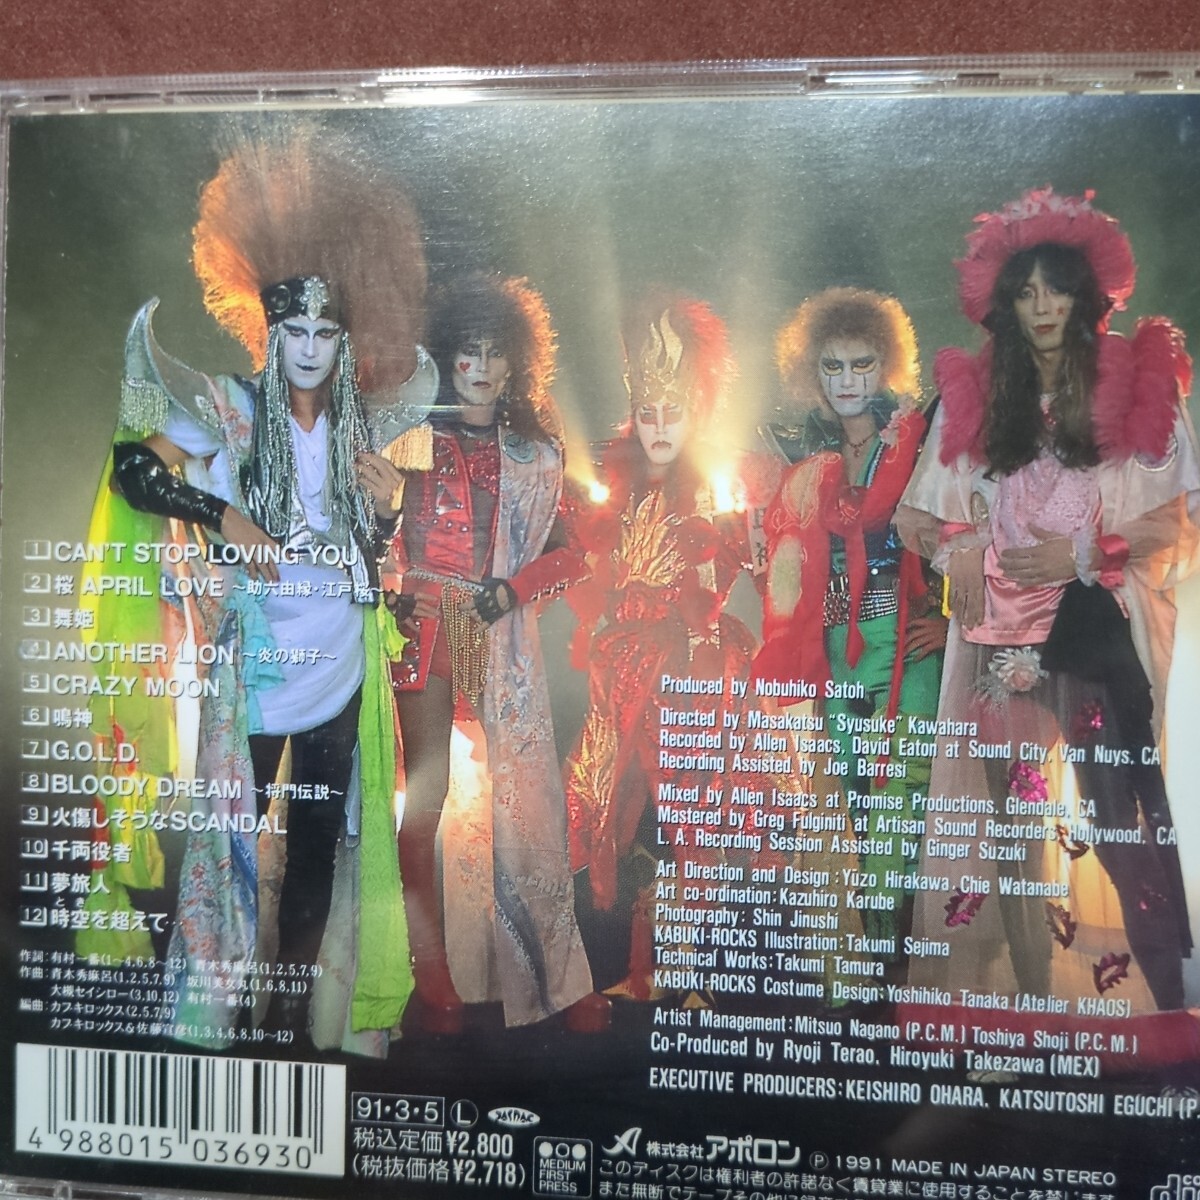 1 CAN'T STOP LOVING YOU
2 桜 APRIL LOVE ～助六由縁・江戸桜～
3 舞姫
4 ANOTHER LION ～炎の獅子～
5 CRAZY MOON
6 鳴神
7 G.O.L.D.
8 BLOODY DREAM ～将門伝説～
9 火傷しそうなSCANDAL
10 千両役者
11 夢旅人
とき
12 時空を超えて‥
作詞：有村一番(1～4,6,8～12) 青木秀麻呂(1,2,5,7,9)
作曲：青木秀麻呂(1,2,5,7,9) 坂川美女丸(1,6,8,11)
大槻セインロー(3,10,12) 有村一番(4)
編曲：カブキロックス(2,5,7,9)
カブキロックス＆佐藤宣彦(1,3,4,6,8,10～12)
Produced by Nobuhiko Satoh
Directed by Masakatsu "Syusuke" Kawahara
Recorded by Allen Isaacs, David Eaton at Sound City, Van Nuys, CA
Recording Assisted by Joe Barresi
Mixed by Allen Isaacs at Promise Productions, Glendale, CA
Mastered by Greg Fulginiti at Artisan Sound Recorders, Hollywood, CA
L. A. Recording Session Assisted by Ginger Suzuki
Art Direction and Design : Yūzo Hirakawa, Chie Watanabe
Art co-ordination : Kazuhiro Karube
Photography : Shin Jinushi
KABUKI-ROCKS Illustration : Takumi Sejima
Technical Works : Takumi Tamura
KABUKI-ROCKS Costume Design : Yoshihiko Tanaka (Atelier KHAOS)
Artist Management : Mitsuo Nagano (P.C.M.) Toshiya Shoji (P.C.M.)
Co-Produced by Ryoji Terao, Hiroyuki Takezawa (MEX)
EXECUTIVE PRODUCERS : KEISHIRO OHARA, KATSUTOSHI EGUCHI (P.
4 988015 036930
91・3・5 L
税込定価¥2,800
(税抜価格¥2,718)
MEDIUM
FIRST
PRESS
株式会社アポロン Ⓟ 1991 MADE IN JAPAN STEREO
このディスクは権利者の許諾なく賃貸業に使用することを禁じます